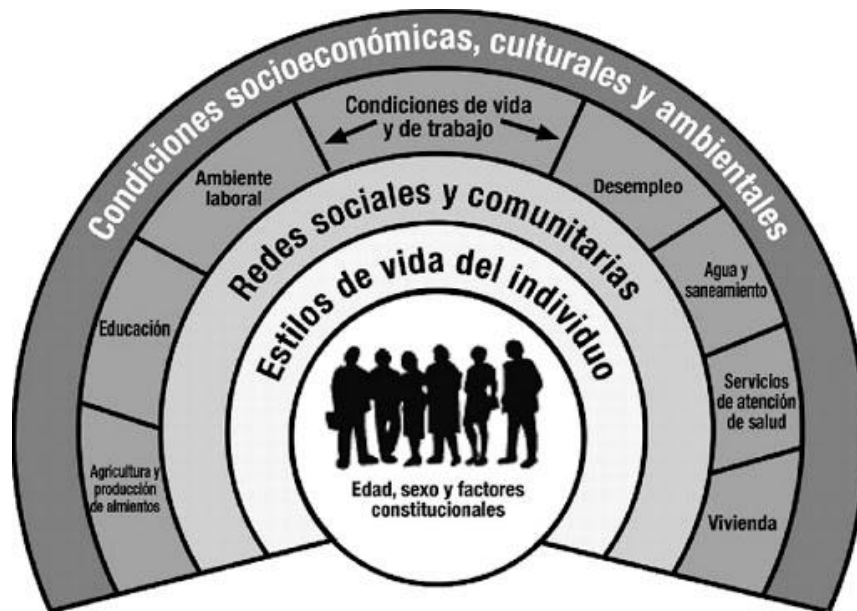 Condiciones socioeconómicas, culturales y ambientales
Condiciones de vida
y de trabajo
Ambiente
laboral
Desempleo
Redes sociales y comunitarias
Educación
Agua y
saneamiento
Estilos de vida del individuo
Servicios
de atención
de salud
Agricultura y
producción
de almientos
Edad, sexo y factores
constitucionales
Vivienda